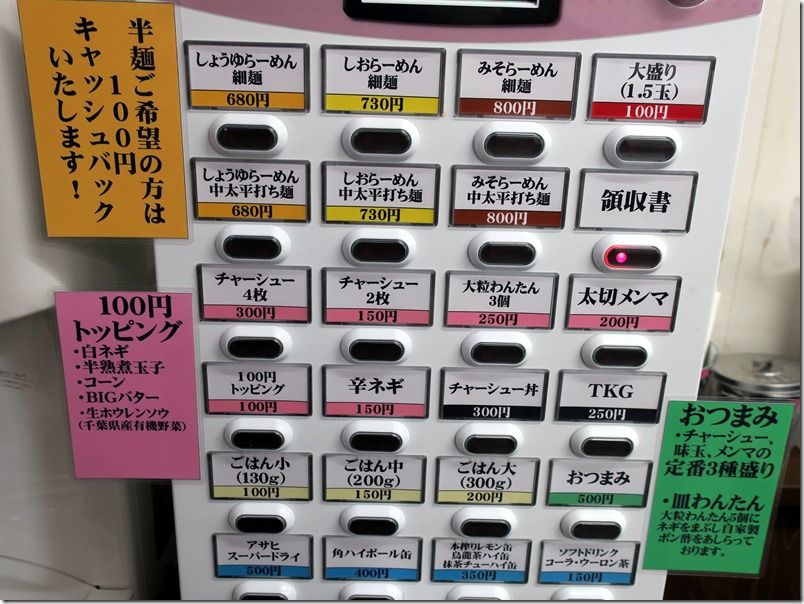 半麺ご希望の方は
100円
キャッシュバック
いたします!
100円
トッピング
・白ネギ
・半熟煮玉子
・コーン
・BIGバター
・生ホウレンソウ
(千葉県産有機野菜)
しょうゆらーめん
細麺
680円
しおらーめん
細麺
730円
みそらーめん
細麺
800円
大盛り
(1.5玉)
100円
しょうゆらーめん
中太平打ち麺
680円
しおらーめん
中太平打ち麺
730円
みそらーめん
中太平打ち麺
800円
領収書
チャーシュー
4枚
300円
チャーシュー
2枚
150円
大粒わんたん
3個
250円
太切メンマ
200円
100円
トッピング
100円
辛ネギ
150円
チャーシュー丼
300円
TKG
250円
ごはん小
(130g)
100円
ごはん中
(200g)
150円
ごはん大
(300g)
200円
おつまみ
500円
アサヒ
スーパードライ
500円
角ハイボール缶
400円
本搾りレモン缶
烏龍茶ハイ缶
抹茶チューハイ缶
350円
ソフトドリンク
コーラ・ウーロン茶
150円
おつまみ
・チャーシュー、
味玉、メンマの
定番3種盛り
・皿わんたん
大粒わんたん5個に
ネギをまぶし自家製
ポン酢をあしらって
おります。